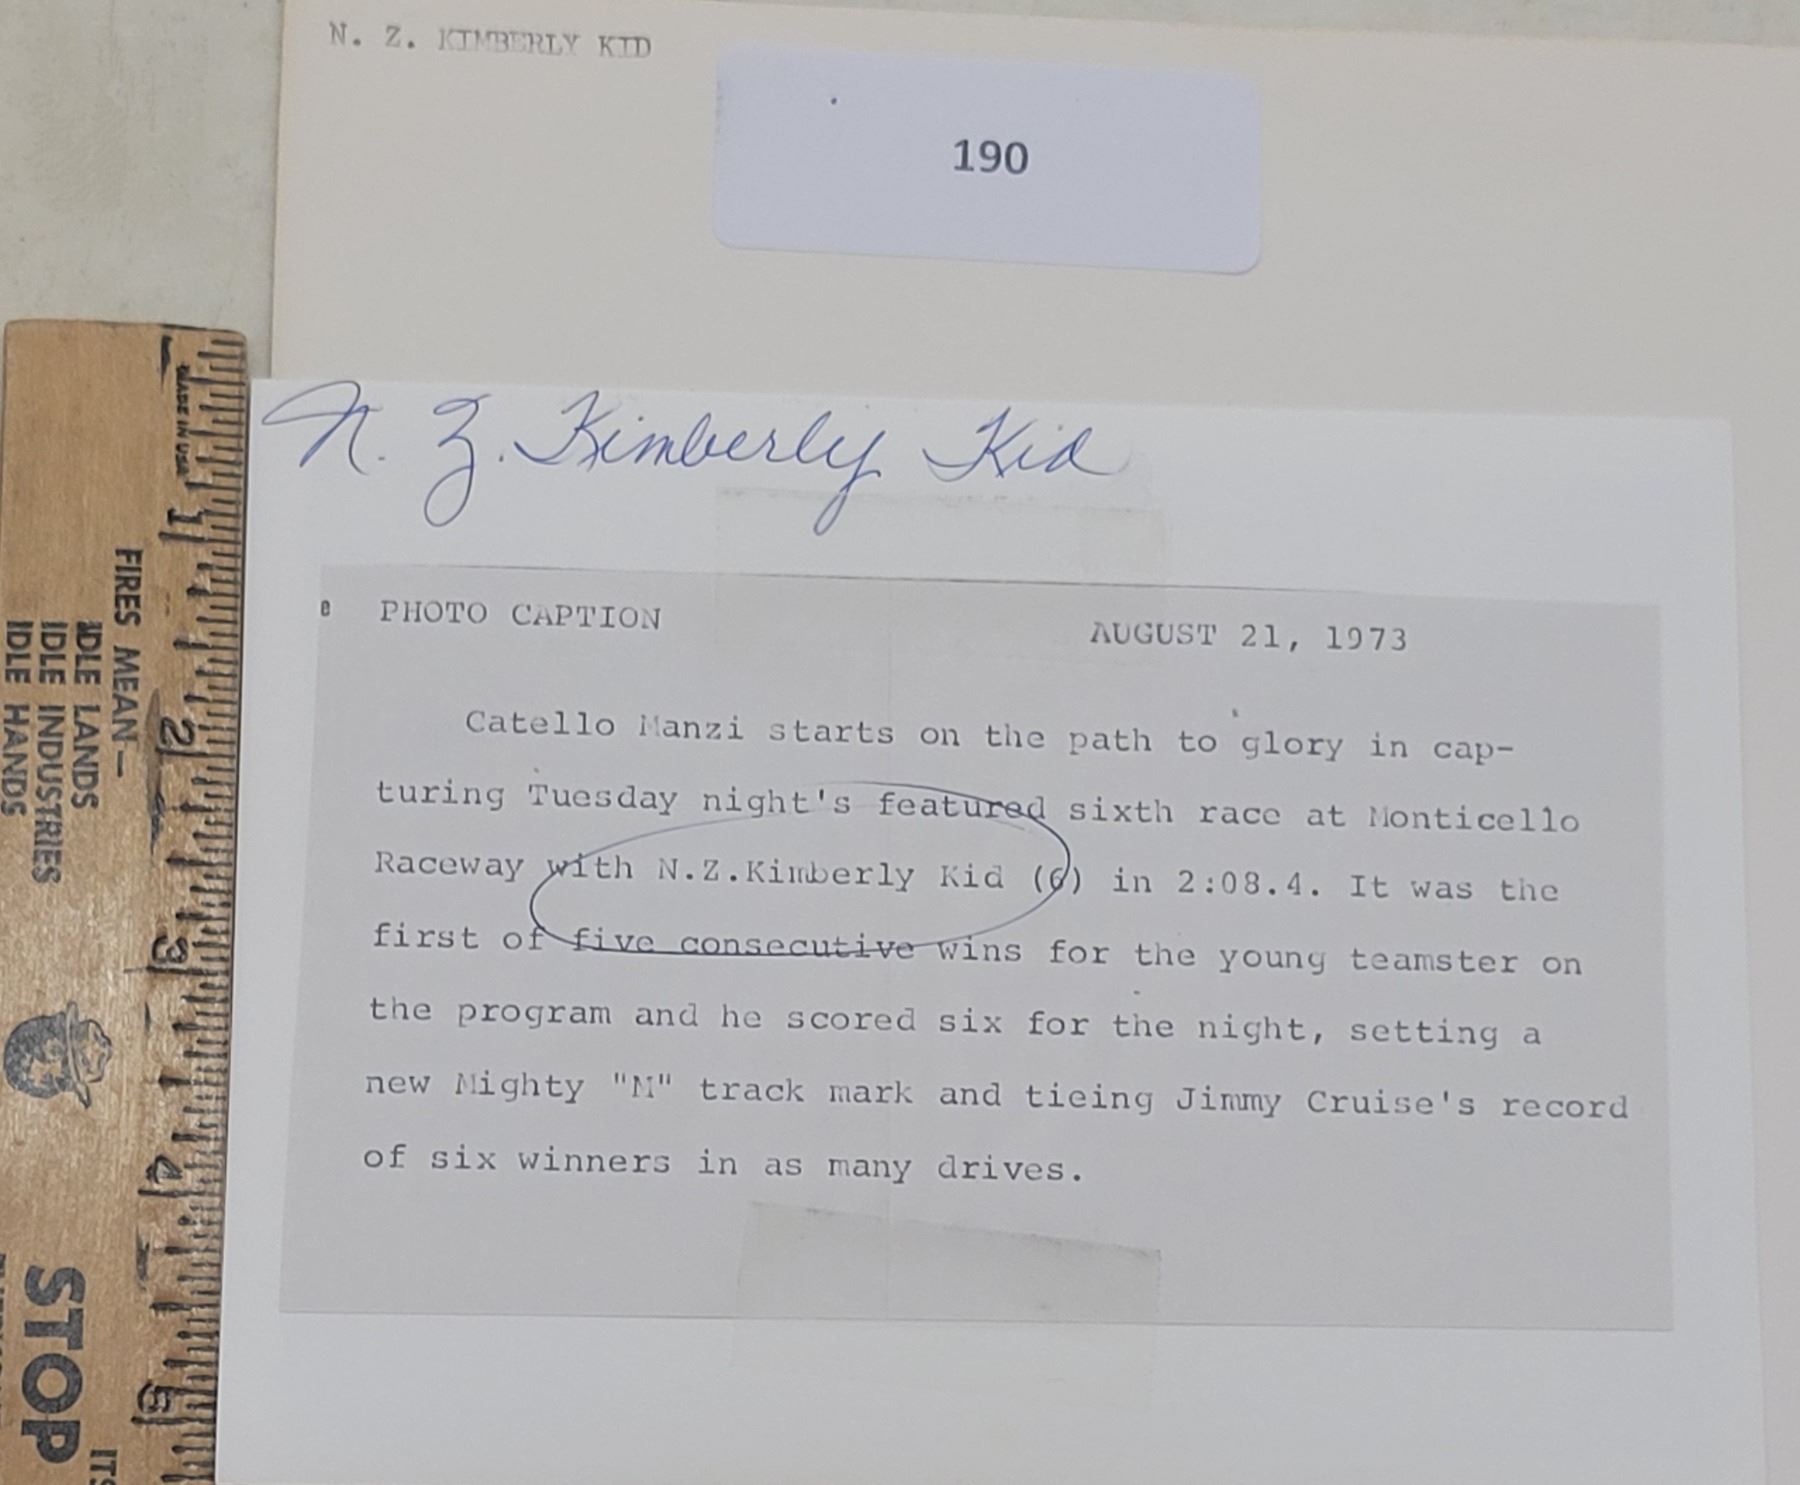 N. Z. KIMBERLY KID
190
N. Z. Kimberly Kid
PHOTO CAPTION AUGUST 21, 1973
Catello Manzi starts on the path to glory in cap-
turing Tuesday night's featured sixth race at Monticello
Raceway with N.Z.Kimberly Kid (6) in 2:08.4. It was the
first of five consecutive wins for the young teamster on
the program and he scored six for the night, setting a
new Mighty "M" track mark and tieing Jimmy Cruise's record
of six winners in as many drives.
MADE IN U.S.A.
1
2
3
4
5
FIRES MEAN—
IDLE LANDS
IDLE INDUSTRIES
IDLE HANDS
STOP